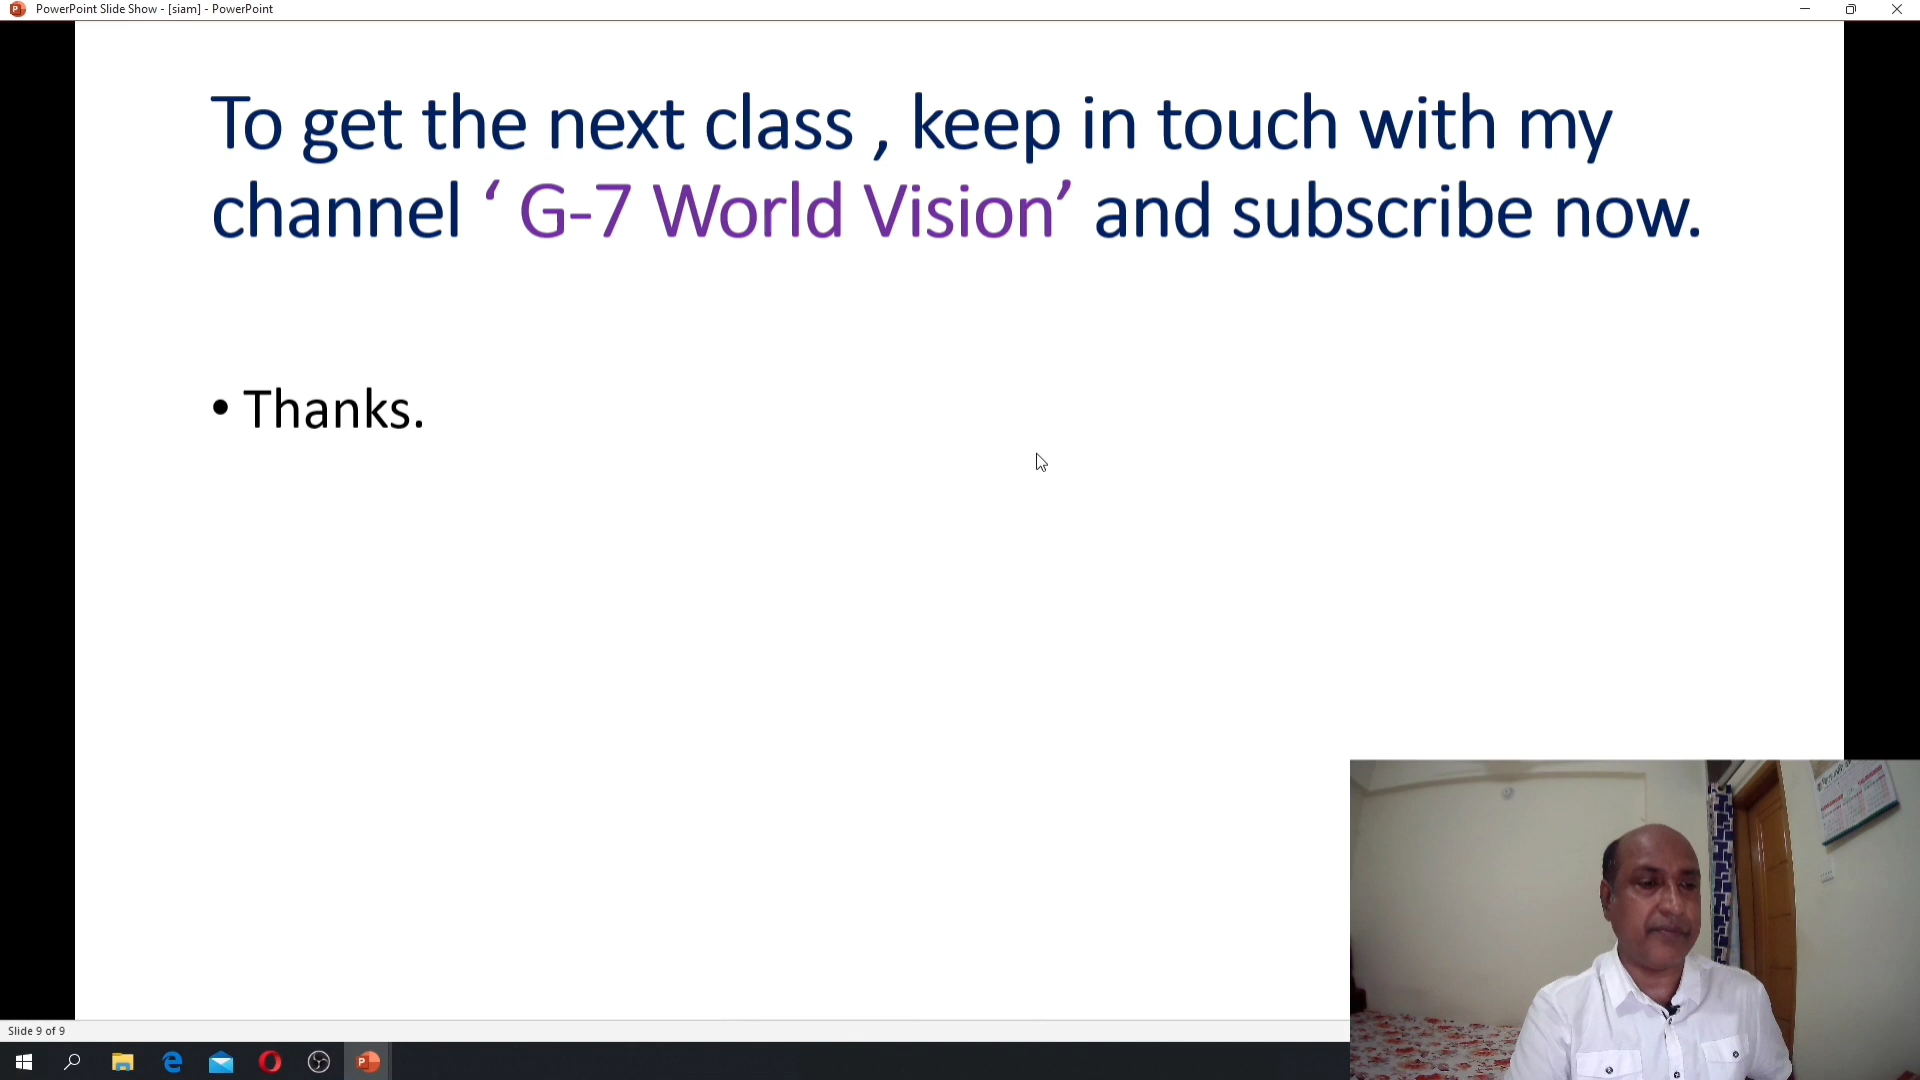 PowerPoint Slide Show - [siam] - PowerPoint
To get the next class , keep in touch with my
channel ‘ G-7 World Vision’ and subscribe now.
• Thanks.
Slide 9 of 9